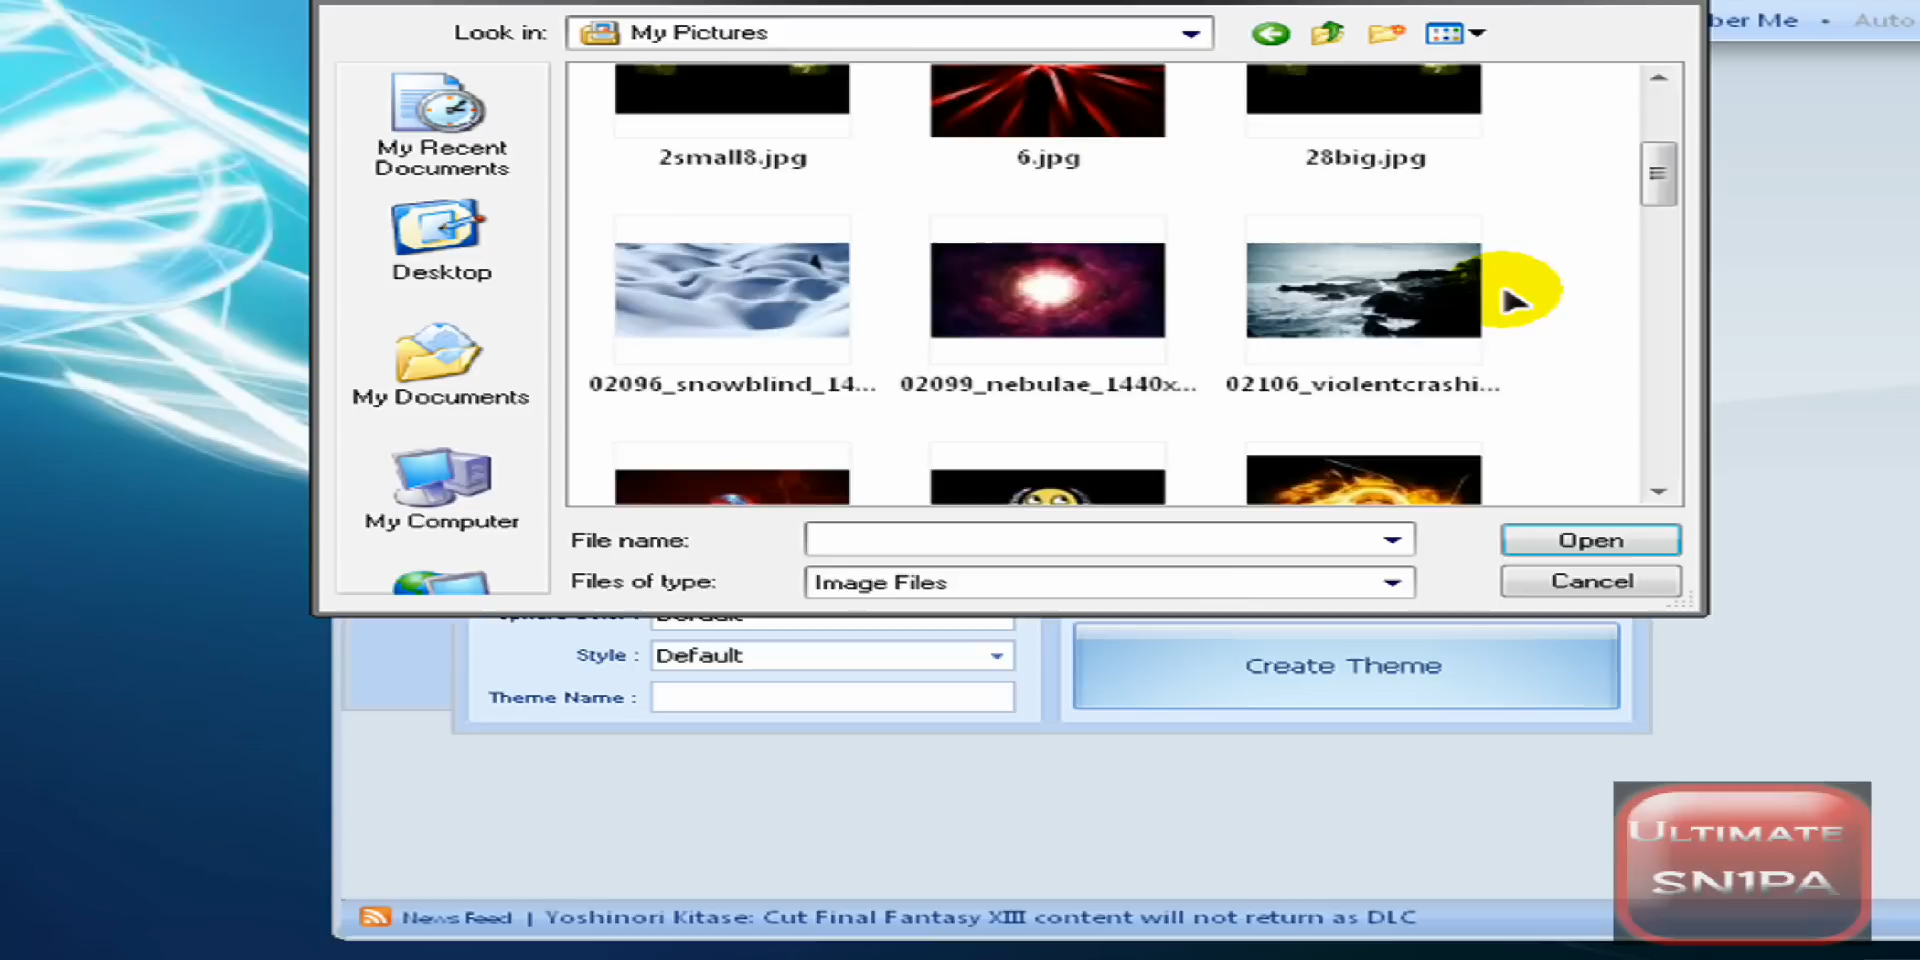 ber Me • Auto
Look in: My Pictures
My Recent
Documents
Desktop
My Documents
My Computer
2small8.jpg 6.jpg 28big.jpg
02096_snowblind_14... 02099_nebulae_1440x... 02106_violentcrashi...
File name: Open
Files of type: Image Files Cancel
Default
Style : Default
Theme Name :
Create Theme
ULTIMATE
SN1PA
News Feed | Yoshinori Kitase: Cut Final Fantasy XIII content will not return as DLC